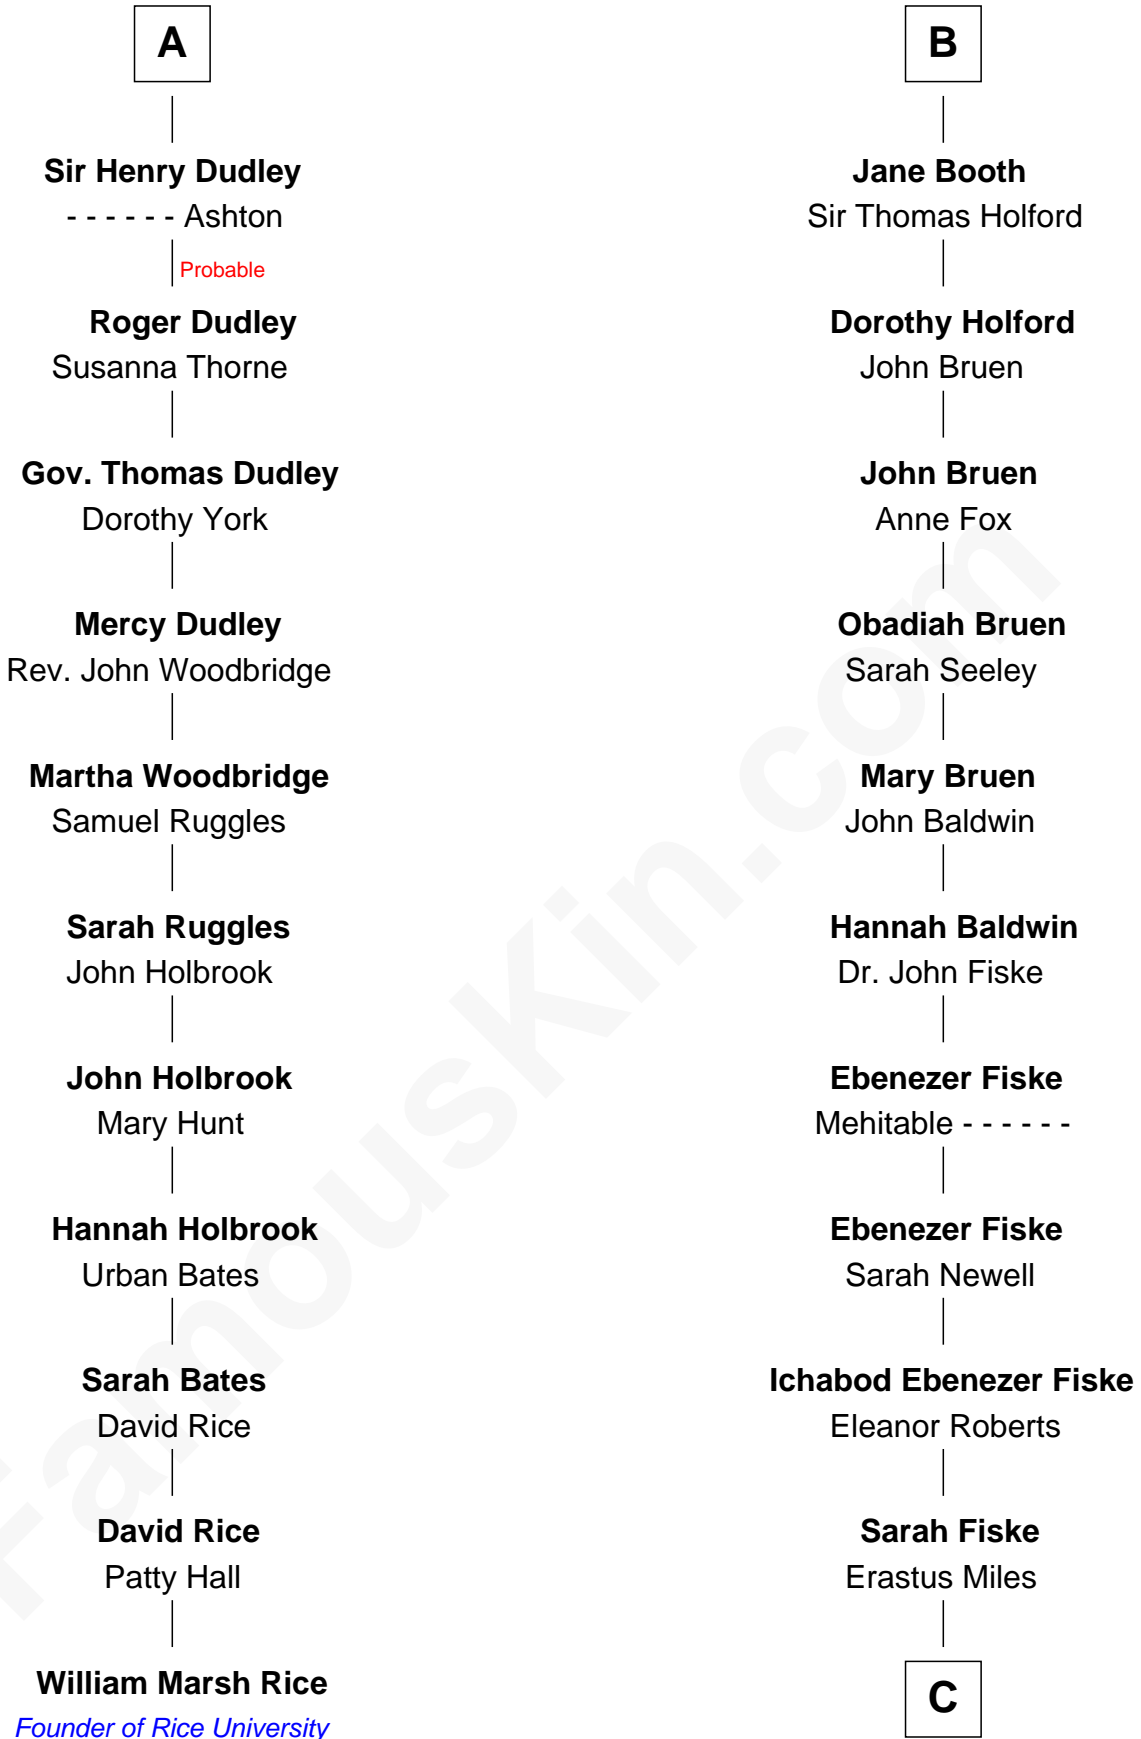 A
Sir Henry Dudley
- - - - - - Ashton
Probable
Roger Dudley
Susanna Thorne
Gov. Thomas Dudley
Dorothy York
Mercy Dudley
Rev. John Woodbridge
Martha Woodbridge
Samuel Ruggles
Sarah Ruggles
John Holbrook
John Holbrook
Mary Hunt
Hannah Holbrook
Urban Bates
Sarah Bates
David Rice
David Rice
Patty Hall
William Marsh Rice
Founder of Rice University
B
Jane Booth
Sir Thomas Holford
Dorothy Holford
John Bruen
John Bruen
Anne Fox
Obadiah Bruen
Sarah Seeley
Mary Bruen
John Baldwin
Hannah Baldwin
Dr. John Fiske
Ebenezer Fiske
Mehitable - - - - - -
Ebenezer Fiske
Sarah Newell
Ichabod Ebenezer Fiske
Eleanor Roberts
Sarah Fiske
Erastus Miles
C
FamousKin.com